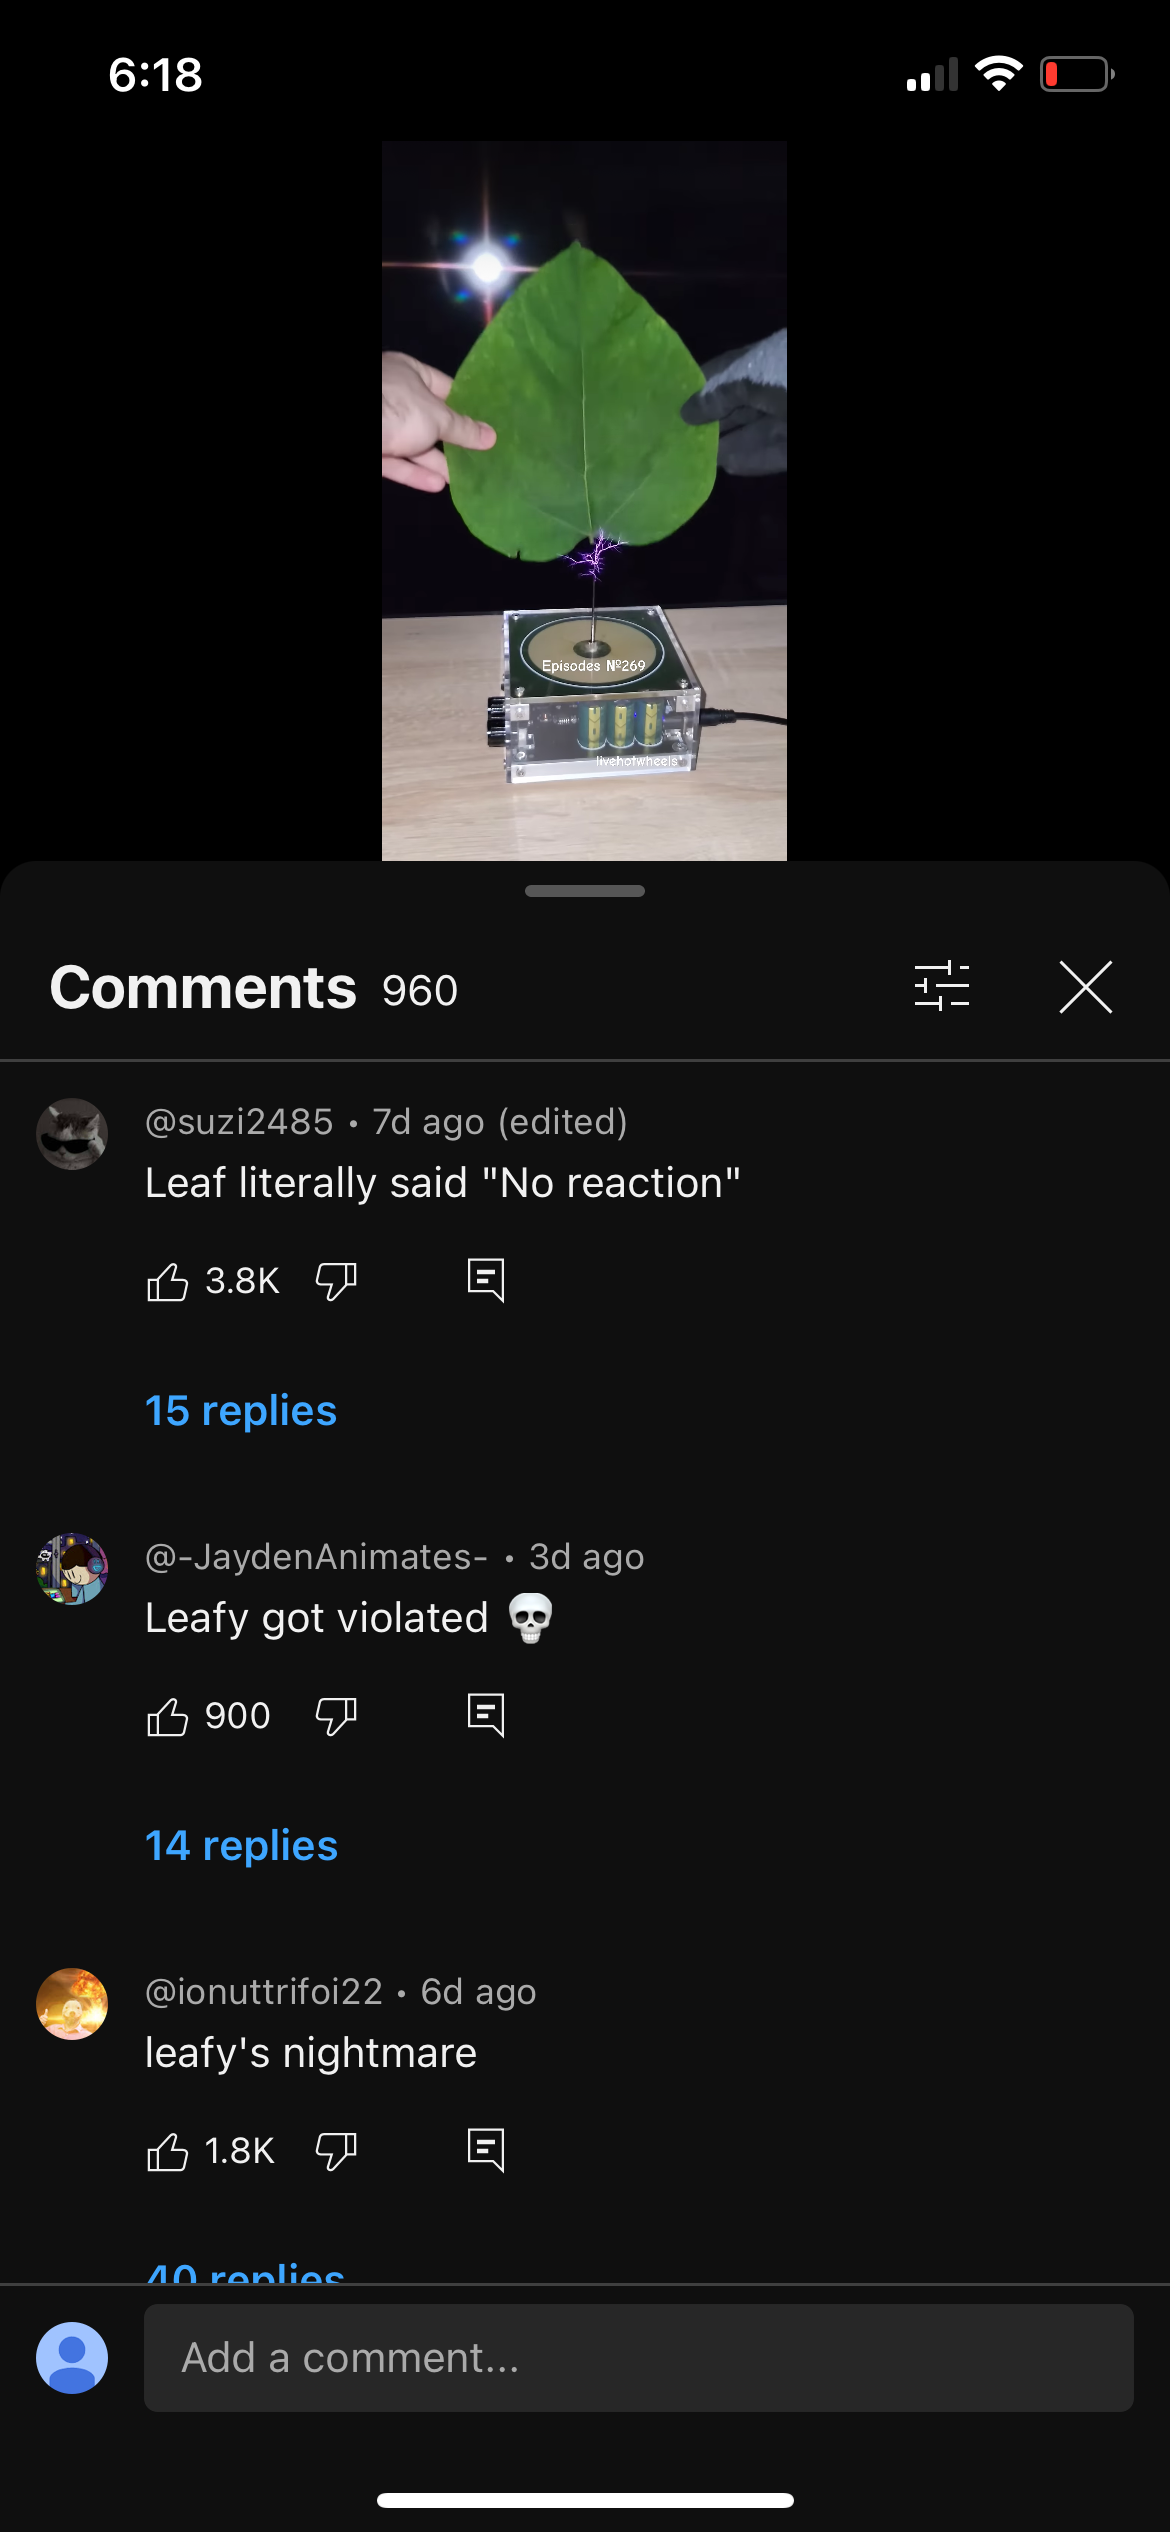 6:18
Episodes №269
livehotwheels
Comments 960
@suzi2485 • 7d ago (edited)
Leaf literally said "No reaction"
3.8K
15 replies
@-JaydenAnimates- • 3d ago
Leafy got violated 💀
900
14 replies
@ionuttrifoi22 • 6d ago
leafy's nightmare
1.8K
40 replies
Add a comment...